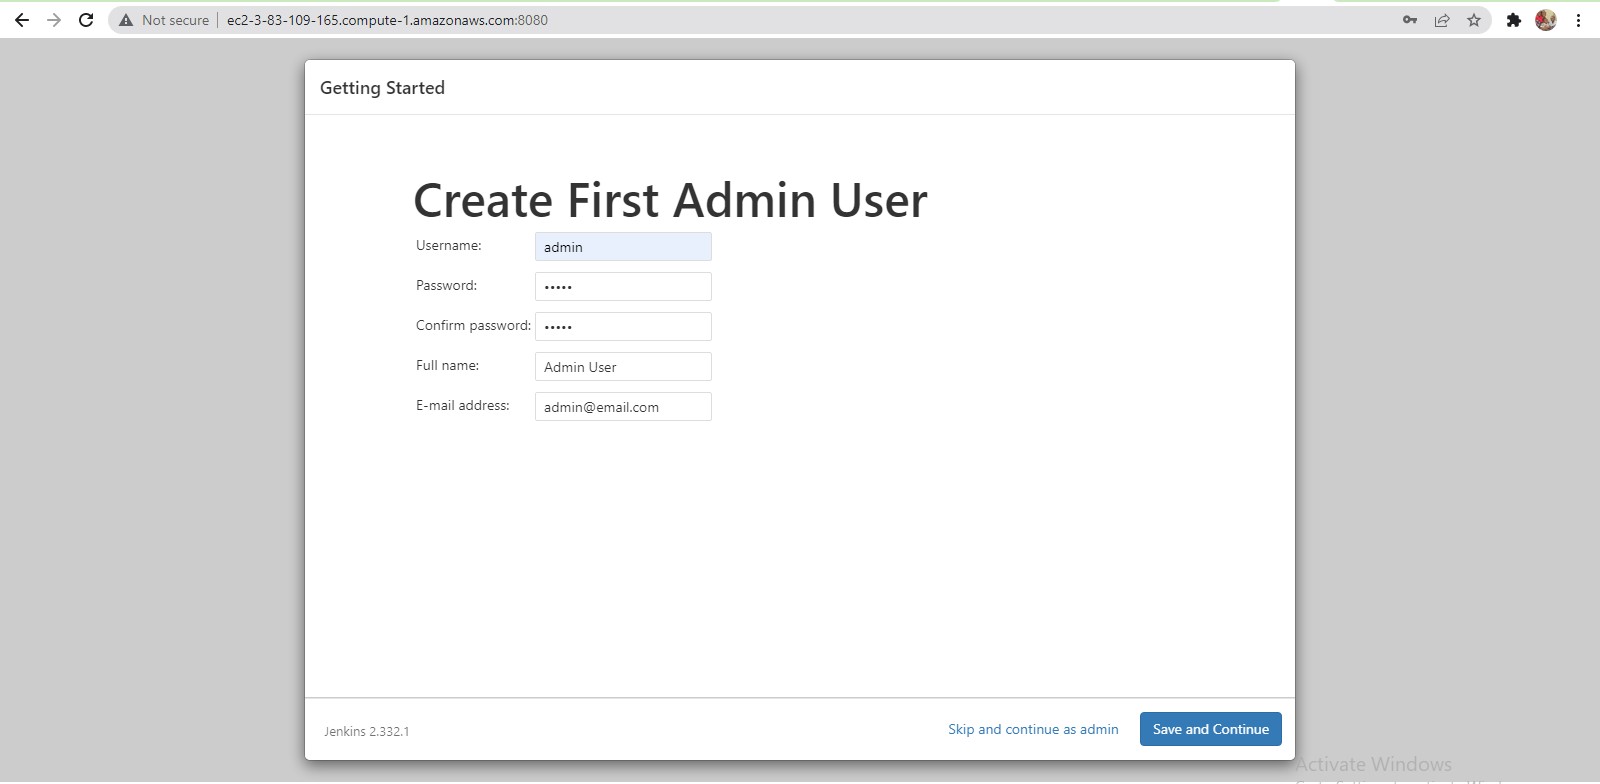 Not secure | ec2-3-83-109-165.compute-1.amazonaws.com:8080
Getting Started
Create First Admin User
Username: admin
Password: •••••
Confirm password: •••••
Full name: Admin User
E-mail address: admin@email.com
Jenkins 2.332.1 Skip and continue as admin Save and Continue
Activate Windows